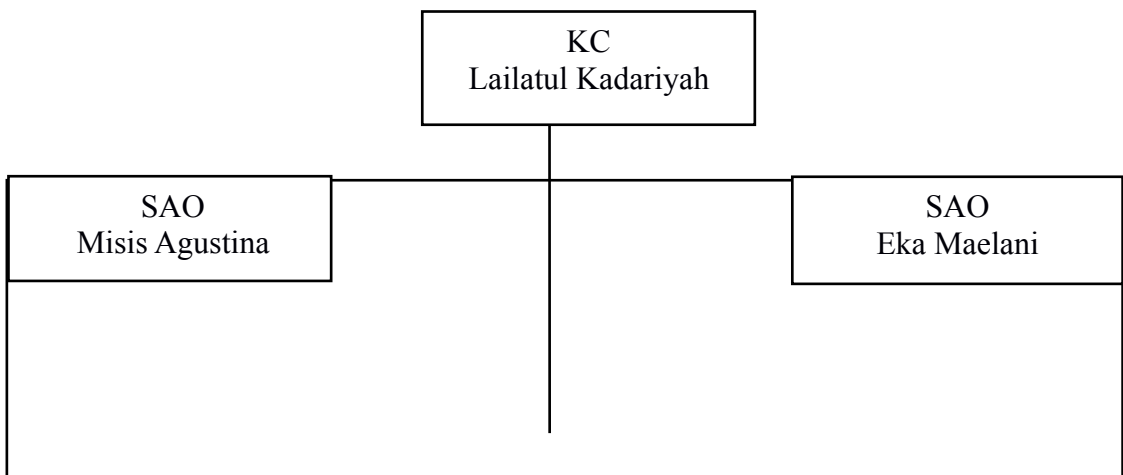 KC
Lailatul Kadariyah
SAO
Misis Agustina
SAO
Eka Maelani